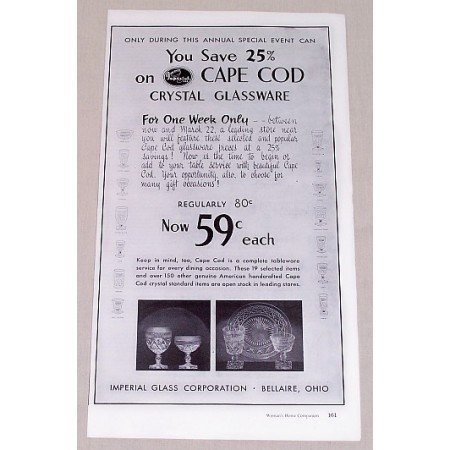 ONLY DURING THIS ANNUAL SPECIAL EVENT CAN
You Save 25%
on Imperial CAPE COD
CRYSTAL GLASSWARE
For One Week Only -- between
now and March 22, a leading store near
you will feature these selected and popular
Cape Cod glassware pieces at a 25%
savings! Now is the time to begin or
add to your table service with beautiful Cape
Cod. Your opportunity, also, to choose for
many gift occasions!
REGULARLY 80¢
Now 59¢ each
Keep in mind, too, Cape Cod is a complete tableware
service for every dining occasion. These 19 selected items
and over 150 other genuine American handcrafted Cape
Cod crystal standard items are open stock in leading stores.
IMPERIAL GLASS CORPORATION · BELLAIRE, OHIO
Woman's Home Companion 161